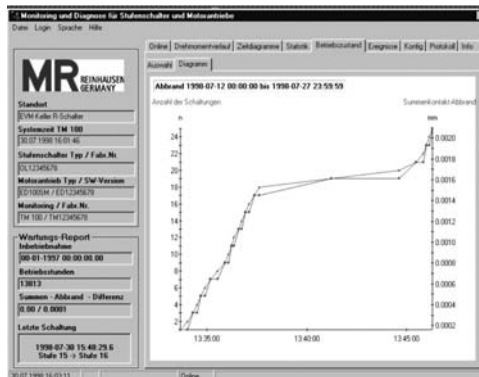 Monitoring und Diagnose für Stufenschalter und Motorantriebe
Datei Login Sprache Hilfe
Online Drehmomentverlauf Zieldiagramme Statistik Betriebszustand Ereignisse Konfig Protokoll Info
Auswahl Diagramm
MR REINHAUSEN
GERMANY
Standort
EVM Keller R-Schalter
Systemzeit TM 100
30.07.1998 16:01:46
Stufenschalter Typ / Fabr.Nr.
OL12345678
Motorantrieb Typ / SW-Version
ED100SM / ED12345678
Monitoring / Fabr.Nr.
TM 100 / TM12345678
Wartungs-Report
Inbetriebnahme
00-01-1997 00:00:00.00
Betriebsstunden
13813
Summen - Abbrand - Differenz
0.00 / 0.0001
Letzte Schaltung
1998-07-30 15:48:29.6
Stufe 15 -> Stufe 16
Abbrand 1998-07-12 00:00:00 bis 1998-07-27 23:59:59
Anzahl der Schaltungen Summenkontakt Abbrand
n mm
24 0.0020
22 0.0018
20
18 0.0016
16 0.0014
14 0.0012
12 0.0010
10
8 0.0008
6 0.0006
4 0.0004
2 0.0002
13:35:00 13:40:00 13:45:00
30.07.1998 16:03:13 Online